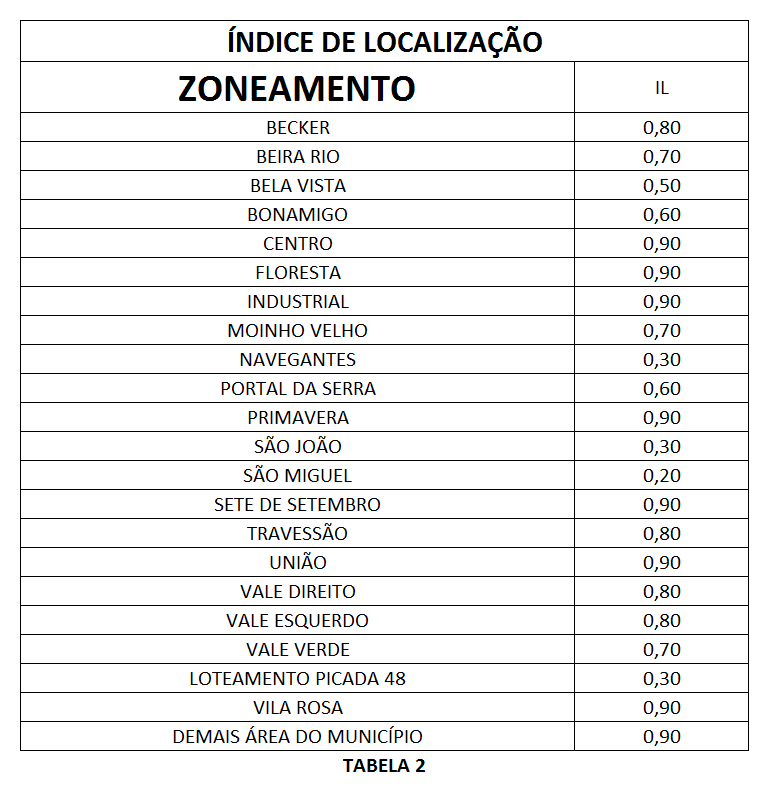 ÍNDICE DE LOCALIZAÇÃO
ZONEAMENTO IL
BECKER 0,80
BEIRA RIO 0,70
BELA VISTA 0,50
BONAMIGO 0,60
CENTRO 0,90
FLORESTA 0,90
INDUSTRIAL 0,90
MOINHO VELHO 0,70
NAVEGANTES 0,30
PORTAL DA SERRA 0,60
PRIMAVERA 0,90
SÃO JOÃO 0,30
SÃO MIGUEL 0,20
SETE DE SETEMBRO 0,90
TRAVESSÃO 0,80
UNIÃO 0,90
VALE DIREITO 0,80
VALE ESQUERDO 0,80
VALE VERDE 0,70
LOTEAMENTO PICADA 48 0,30
VILA ROSA 0,90
DEMAIS ÁREA DO MUNICÍPIO 0,90
TABELA 2